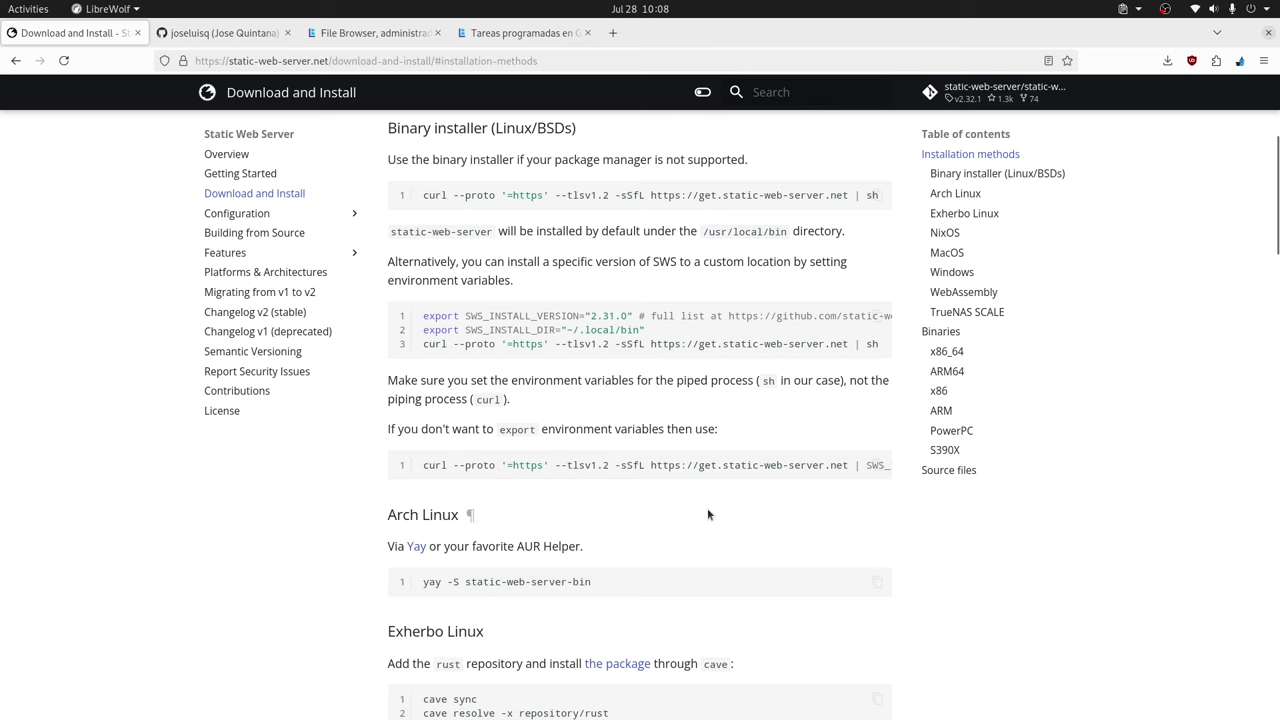 Activities
LibreWolf
Jul 28 10:08
Download and Install - S
joseluisq (Jose Quintana)
File Browser, administrad
Tareas programadas en G
https://static-web-server.net/download-and-install/#installation-methods
Download and Install
Search
static-web-server/static-w...
v2.32.1 1.3k 74
Static Web Server
Overview
Getting Started
Download and Install
Configuration
Building from Source
Features
Platforms & Architectures
Migrating from v1 to v2
Changelog v2 (stable)
Changelog v1 (deprecated)
Semantic Versioning
Report Security Issues
Contributions
License
Binary installer (Linux/BSDs)
Use the binary installer if your package manager is not supported.
1 curl --proto '=https' --tlsv1.2 -sSfL https://get.static-web-server.net | sh
static-web-server will be installed by default under the /usr/local/bin directory.
Alternatively, you can install a specific version of SWS to a custom location by setting
environment variables.
1 export SWS_INSTALL_VERSION="2.31.0" # full list at https://github.com/static-w
2 export SWS_INSTALL_DIR="~/.local/bin"
3 curl --proto '=https' --tlsv1.2 -sSfL https://get.static-web-server.net | sh
Make sure you set the environment variables for the piped process ( sh in our case), not the
piping process ( curl ).
If you don't want to export environment variables then use:
1 curl --proto '=https' --tlsv1.2 -sSfL https://get.static-web-server.net | SWS_
Arch Linux ¶
Via Yay or your favorite AUR Helper.
1 yay -S static-web-server-bin
Exherbo Linux
Add the rust repository and install the package through cave :
1 cave sync
2 cave resolve -x repository/rust
Table of contents
Installation methods
Binary installer (Linux/BSDs)
Arch Linux
Exherbo Linux
NixOS
MacOS
Windows
WebAssembly
TrueNAS SCALE
Binaries
x86_64
ARM64
x86
ARM
PowerPC
S390X
Source files